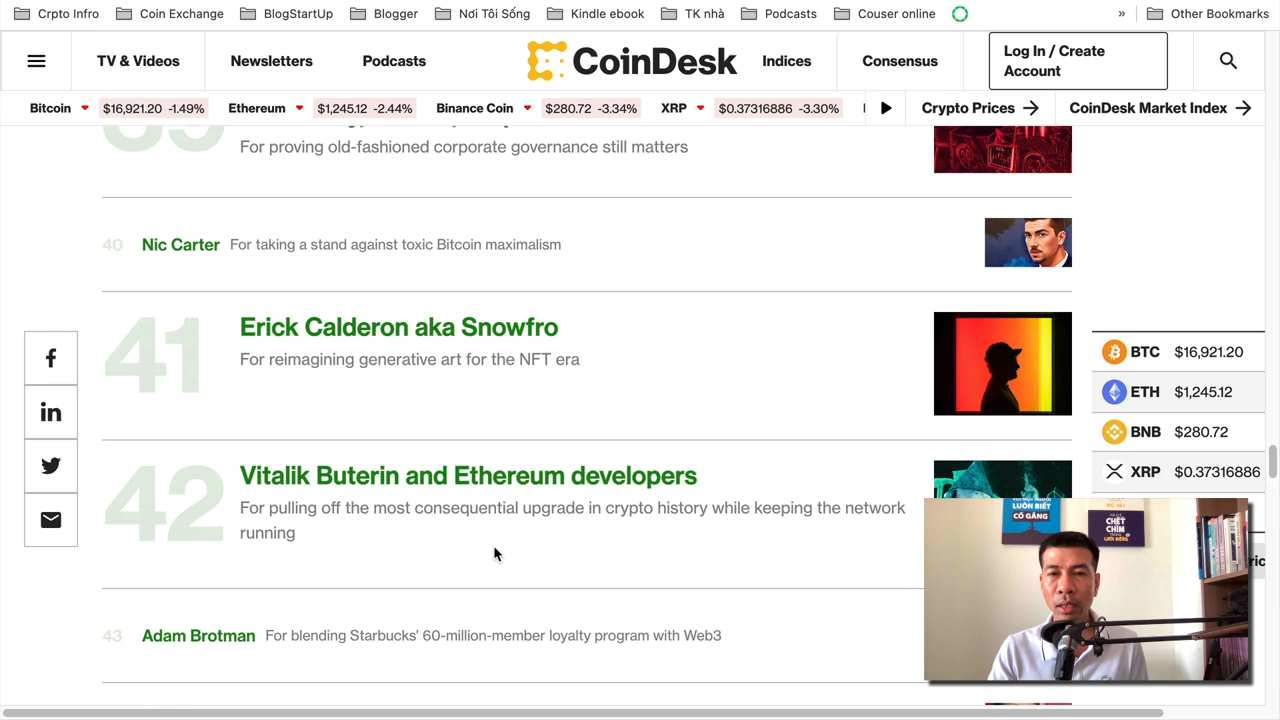 Crpto Infro Coin Exchange BlogStartUp Blogger Nơi Tôi Sống Kindle ebook TK nhà Podcasts Couser online » Other Bookmarks
TV & Videos Newsletters Podcasts CoinDesk Indices Consensus Log In / Create Account
Bitcoin $16,921.20 -1.49% Ethereum $1,245.12 -2.44% Binance Coin $280.72 -3.34% XRP $0.37316886 -3.30% Crypto Prices → CoinDesk Market Index →
For proving old-fashioned corporate governance still matters
40 Nic Carter For taking a stand against toxic Bitcoin maximalism
41 Erick Calderon aka Snowfro
For reimagining generative art for the NFT era
BTC $16,921.20
ETH $1,245.12
BNB $280.72
XRP $0.37316886
42 Vitalik Buterin and Ethereum developers
For pulling off the most consequential upgrade in crypto history while keeping the network
running
LUÔN BIẾT
CỐ GẮNG
CHẾT
CHÌM
43 Adam Brotman For blending Starbucks' 60-million-member loyalty program with Web3